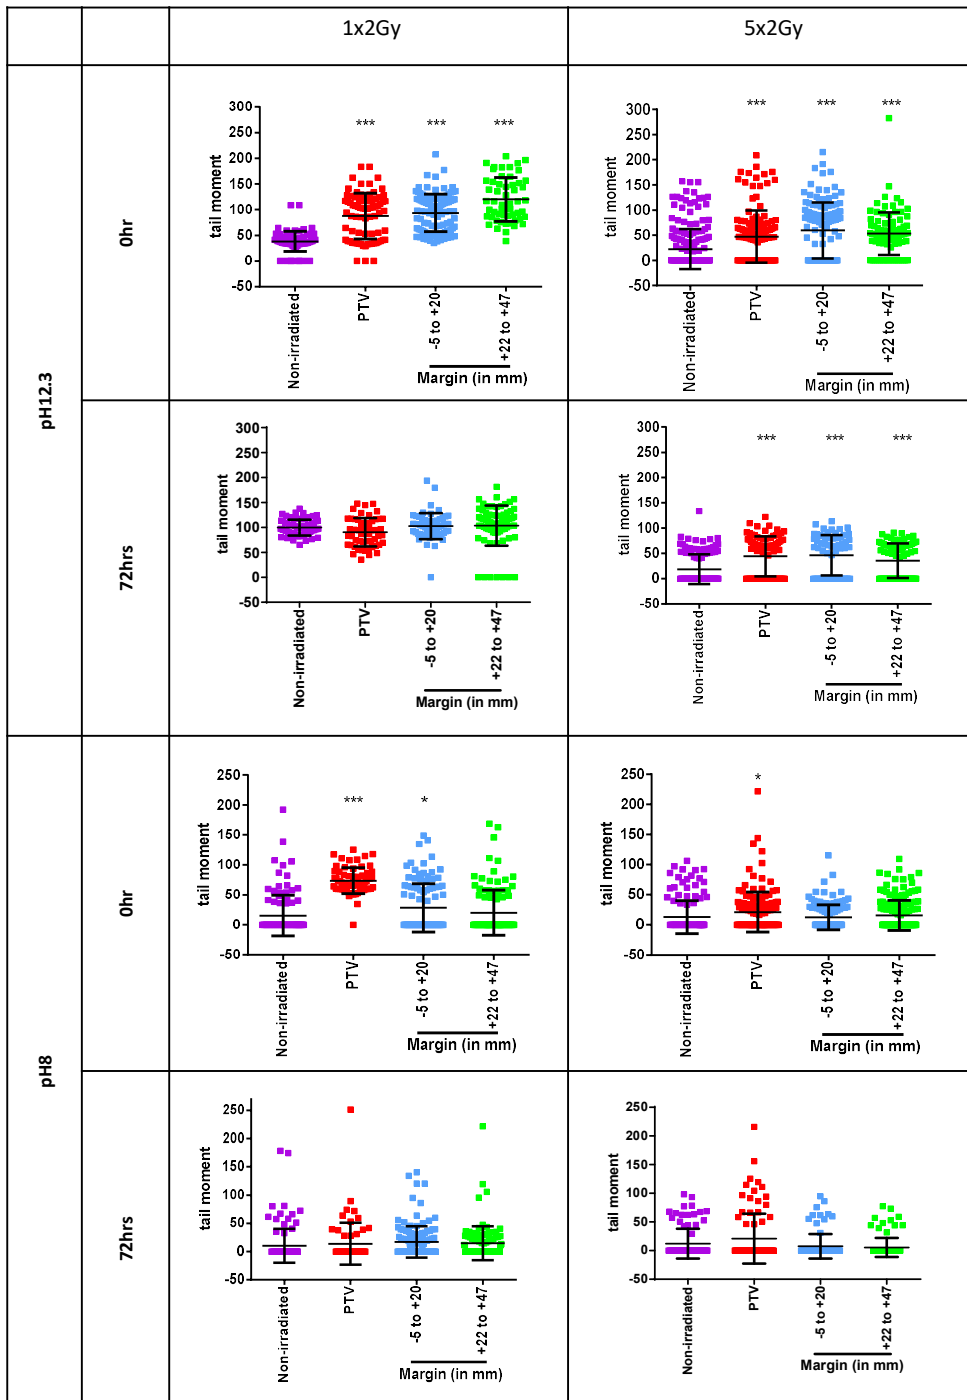 1x2Gy
5x2Gy
pH12.3
0hr
tail moment
300
250
200
150
100
50
0
-50
***
***
***
Non-irradiated
PTV
-5 to +20
+22 to +47
Margin (in mm)
tail moment
300
250
200
150
100
50
0
-50
***
***
***
Non-irradiated
PTV
-5 to +20
+22 to +47
Margin (in mm)
72hrs
tail moment
300
250
200
150
100
50
0
-50
Non-irradiated
PTV
-5 to +20
+22 to +47
Margin (in mm)
tail moment
300
250
200
150
100
50
0
-50
***
***
***
Non-irradiated
PTV
-5 to +20
+22 to +47
Margin (in mm)
pH8
0hr
tail moment
250
200
150
100
50
0
-50
***
*
Non-irradiated
PTV
-5 to +20
+22 to +47
Margin (in mm)
tail moment
250
200
150
100
50
0
-50
*
Non-irradiated
PTV
-5 to +20
+22 to +47
Margin (in mm)
72hrs
tail moment
250
200
150
100
50
0
-50
Non-irradiated
PTV
-5 to +20
+22 to +47
Margin (in mm)
tail moment
250
200
150
100
50
0
-50
Non-irradiated
PTV
-5 to +20
+22 to +47
Margin (in mm)